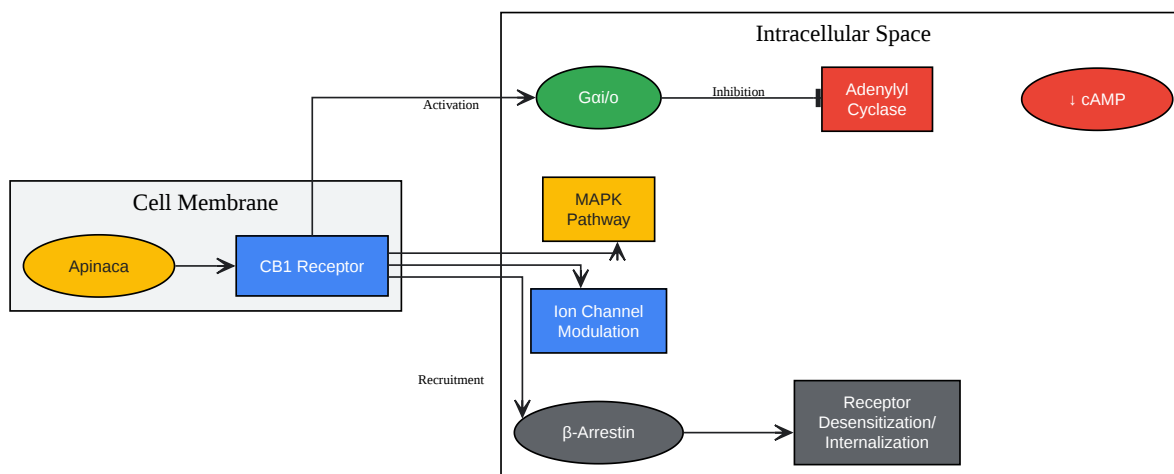 Intracellular Space
Gαi/o
Inhibition
Adenylyl
Cyclase
↓ cAMP
Activation
Cell Membrane
Apinaca
CB1 Receptor
MAPK
Pathway
Ion Channel
Modulation
Recruitment
β-Arrestin
Receptor
Desensitization/
Internalization